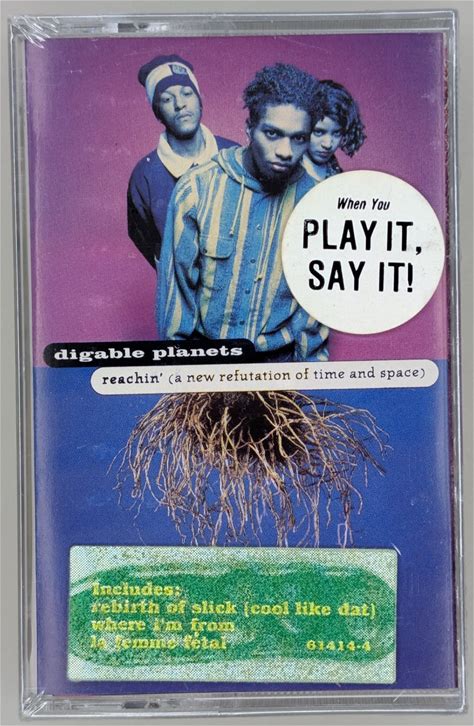 When You
PLAY IT,
SAY IT!
digable planets
reachin' (a new refutation of time and space)
Includes:
rebirth of slick (cool like dat)
where i'm from
la femme fétal
61414-4